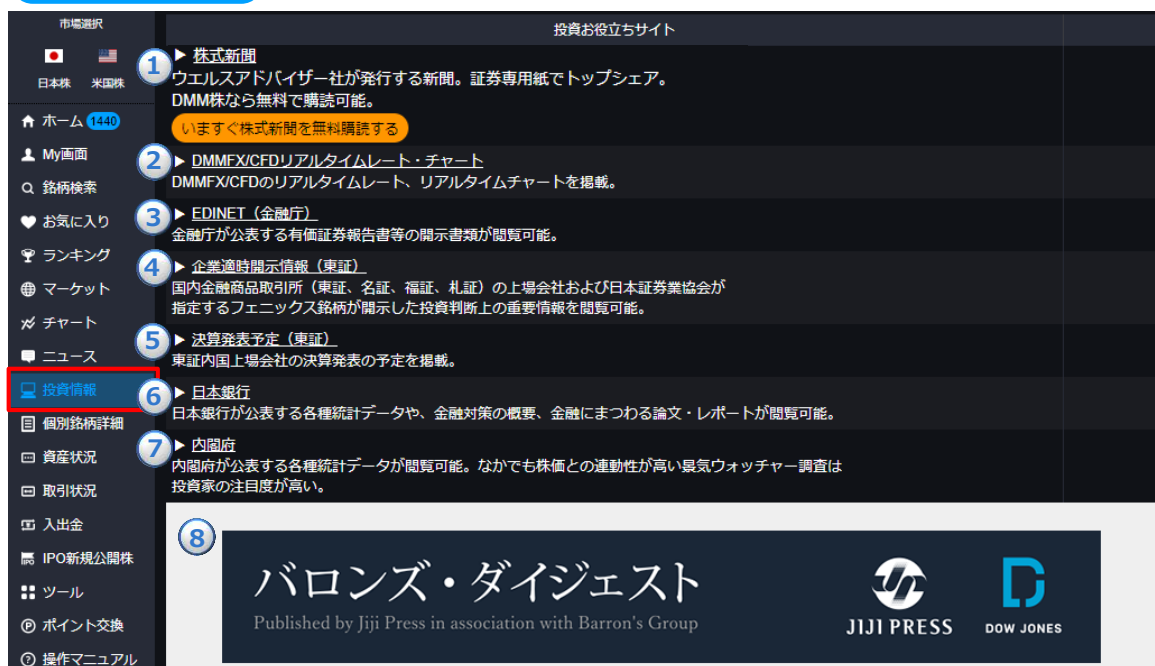 市場選択
日本株 米国株
ホーム 1440
My画面
銘柄検索
お気に入り
ランキング
マーケット
チャート
ニュース
投資情報
個別銘柄詳細
資産状況
取引状況
入出金
IPO新規公開株
ツール
ポイント交換
操作マニュアル
投資お役立ちサイト
1
▶ 株式新聞
ウエルスアドバイザー社が発行する新聞。証券専用紙でトップシェア。
DMM株なら無料で購読可能。
いますぐ株式新聞を無料購読する
2
▶ DMMFX/CFDリアルタイムレート・チャート
DMMFX/CFDのリアルタイムレート、リアルタイムチャートを掲載。
3
▶ EDINET（金融庁）
金融庁が公表する有価証券報告書等の開示書類が閲覧可能。
4
▶ 企業適時開示情報（東証）
国内金融商品取引所（東証、名証、福証、札証）の上場会社および日本証券業協会が
指定するフェニックス銘柄が開示した投資判断上の重要情報を閲覧可能。
5
▶ 決算発表予定（東証）
東証内国上場会社の決算発表の予定を掲載。
6
▶ 日本銀行
日本銀行が公表する各種統計データや、金融対策の概要、金融にまつわる論文・レポートが閲覧可能。
7
▶ 内閣府
内閣府が公表する各種統計データが閲覧可能。なかでも株価との連動性が高い景気ウォッチャー調査は
投資家の注目度が高い。
8
バロンズ・ダイジェスト
Published by Jiji Press in association with Barron's Group
JIJI PRESS
DOW JONES